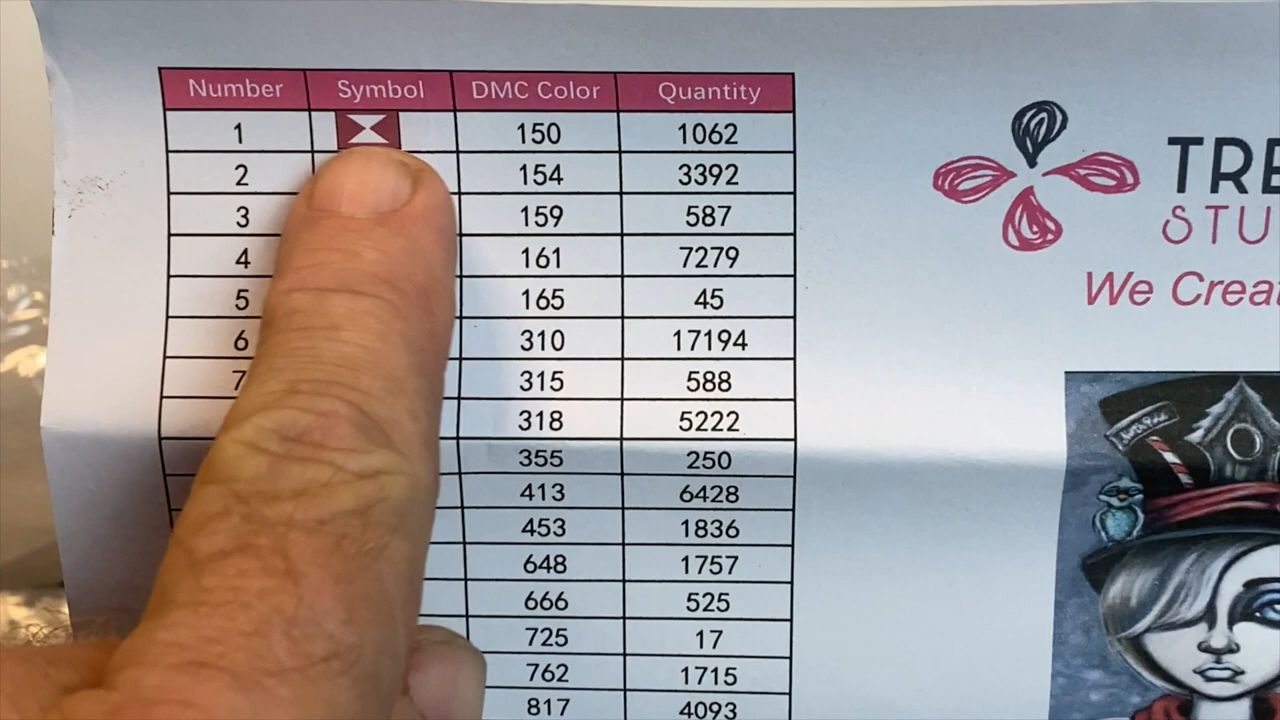 Number Symbol DMC Color Quantity
1 150 1062
2 154 3392
3 159 587
4 161 7279
5 165 45
6 310 17194
7 315 588
318 5222
355 250
413 6428
453 1836
648 1757
666 525
725 17
762 1715
817 4093
TRE
STU
We Creat